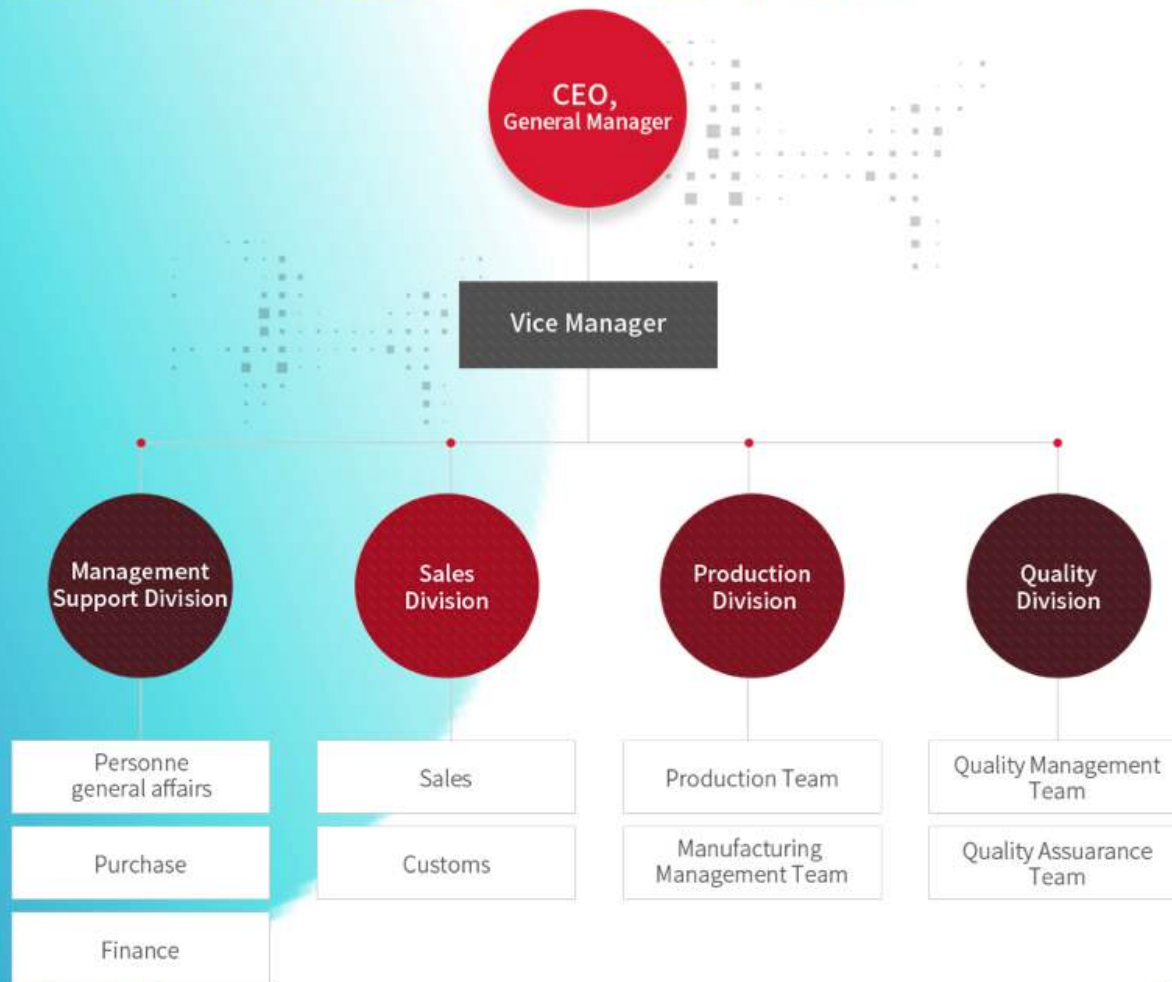 CEO,
General Manager
Vice Manager
Management
Support Division
Sales
Division
Production
Division
Quality
Division
Personne
general affairs
Purchase
Finance
Sales
Customs
Production Team
Manufacturing
Management Team
Quality Management
Team
Quality Assuarance
Team